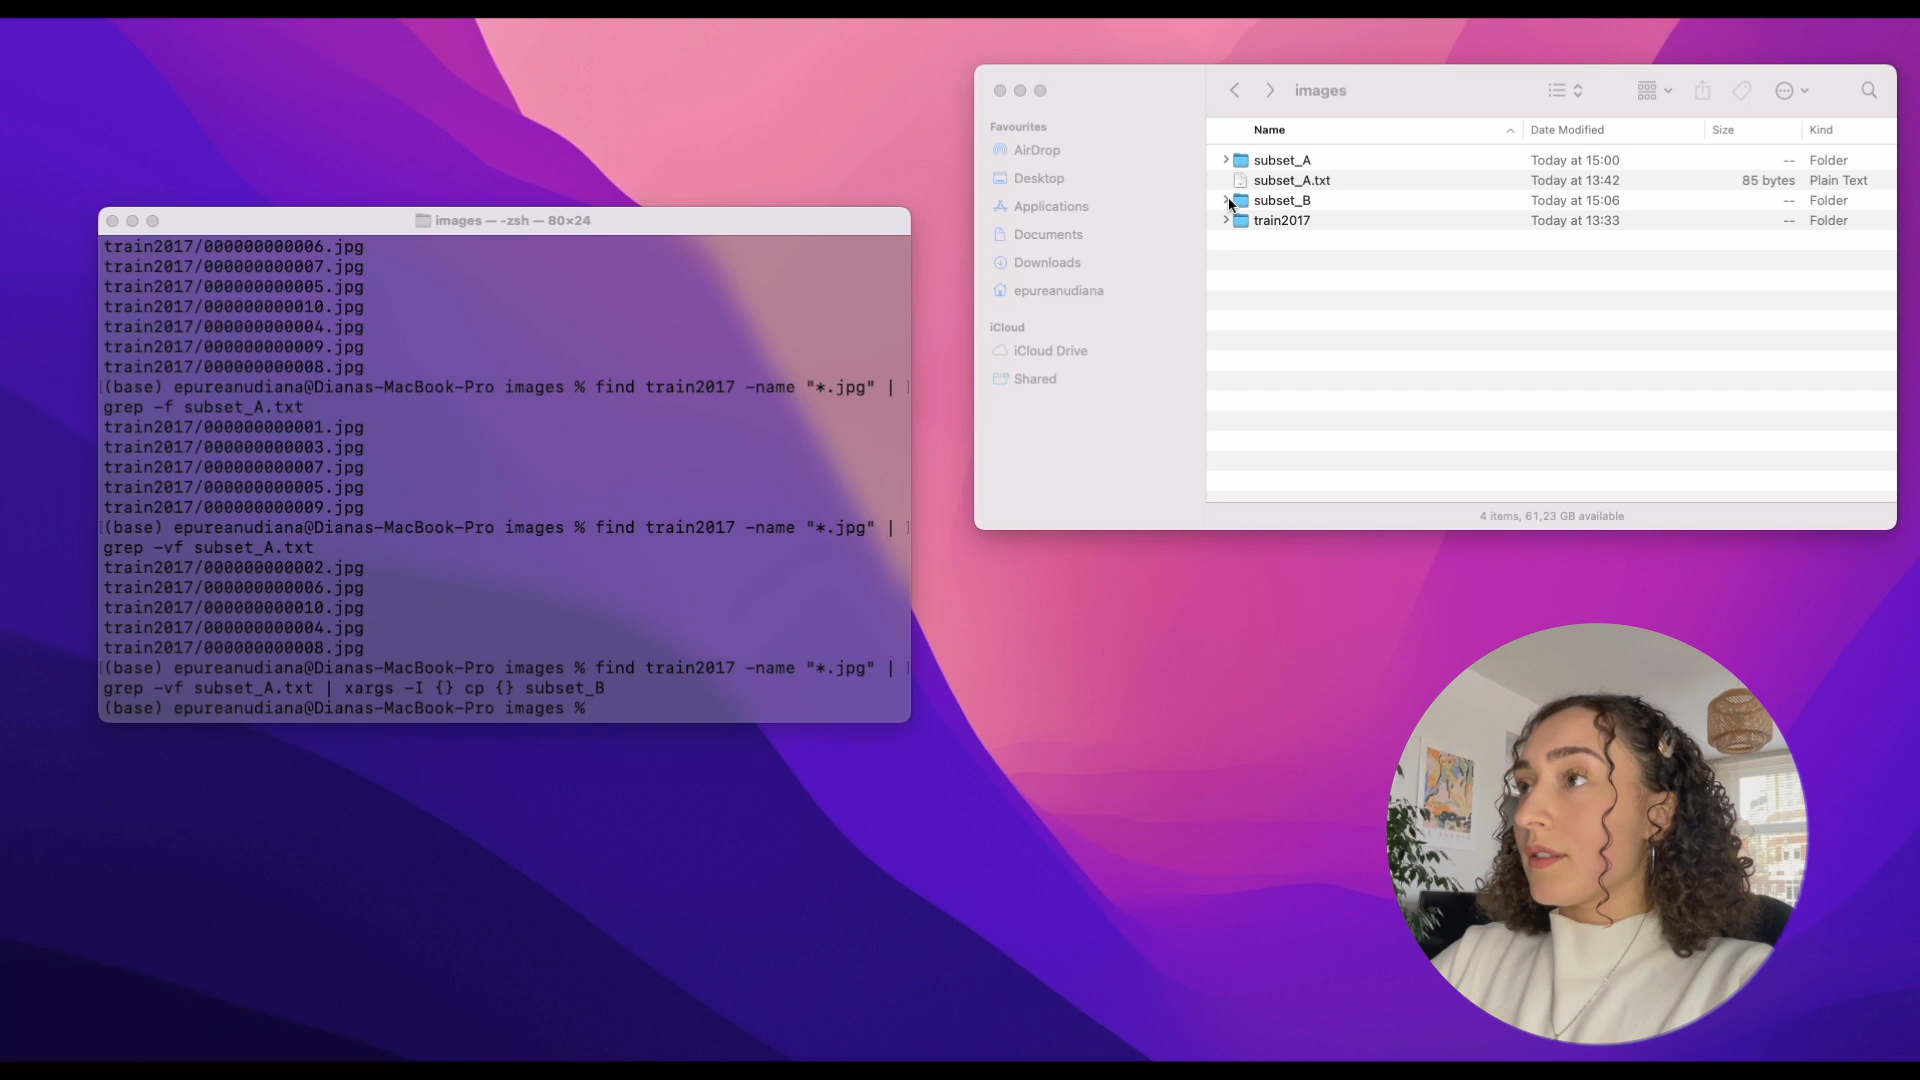 images — -zsh — 80×24
train2017/000000000006.jpg
train2017/000000000007.jpg
train2017/000000000005.jpg
train2017/000000000010.jpg
train2017/000000000004.jpg
train2017/000000000009.jpg
train2017/000000000008.jpg
[(base) epureanudiana@Dianas-MacBook-Pro images % find train2017 -name "*.jpg" | ]
grep -f subset_A.txt
train2017/000000000001.jpg
train2017/000000000003.jpg
train2017/000000000007.jpg
train2017/000000000005.jpg
train2017/000000000009.jpg
[(base) epureanudiana@Dianas-MacBook-Pro images % find train2017 -name "*.jpg" | ]
grep -vf subset_A.txt
train2017/000000000002.jpg
train2017/000000000006.jpg
train2017/000000000010.jpg
train2017/000000000004.jpg
train2017/000000000008.jpg
[(base) epureanudiana@Dianas-MacBook-Pro images % find train2017 -name "*.jpg" | ]
grep -vf subset_A.txt | xargs -I {} cp {} subset_B
(base) epureanudiana@Dianas-MacBook-Pro images %
images
Favourites
AirDrop
Desktop
Applications
Documents
Downloads
epureanudiana
iCloud
iCloud Drive
Shared
Name Date Modified Size Kind
subset_A Today at 15:00 -- Folder
subset_A.txt Today at 13:42 85 bytes Plain Text
subset_B Today at 15:06 -- Folder
train2017 Today at 13:33 -- Folder
4 items, 61,23 GB available